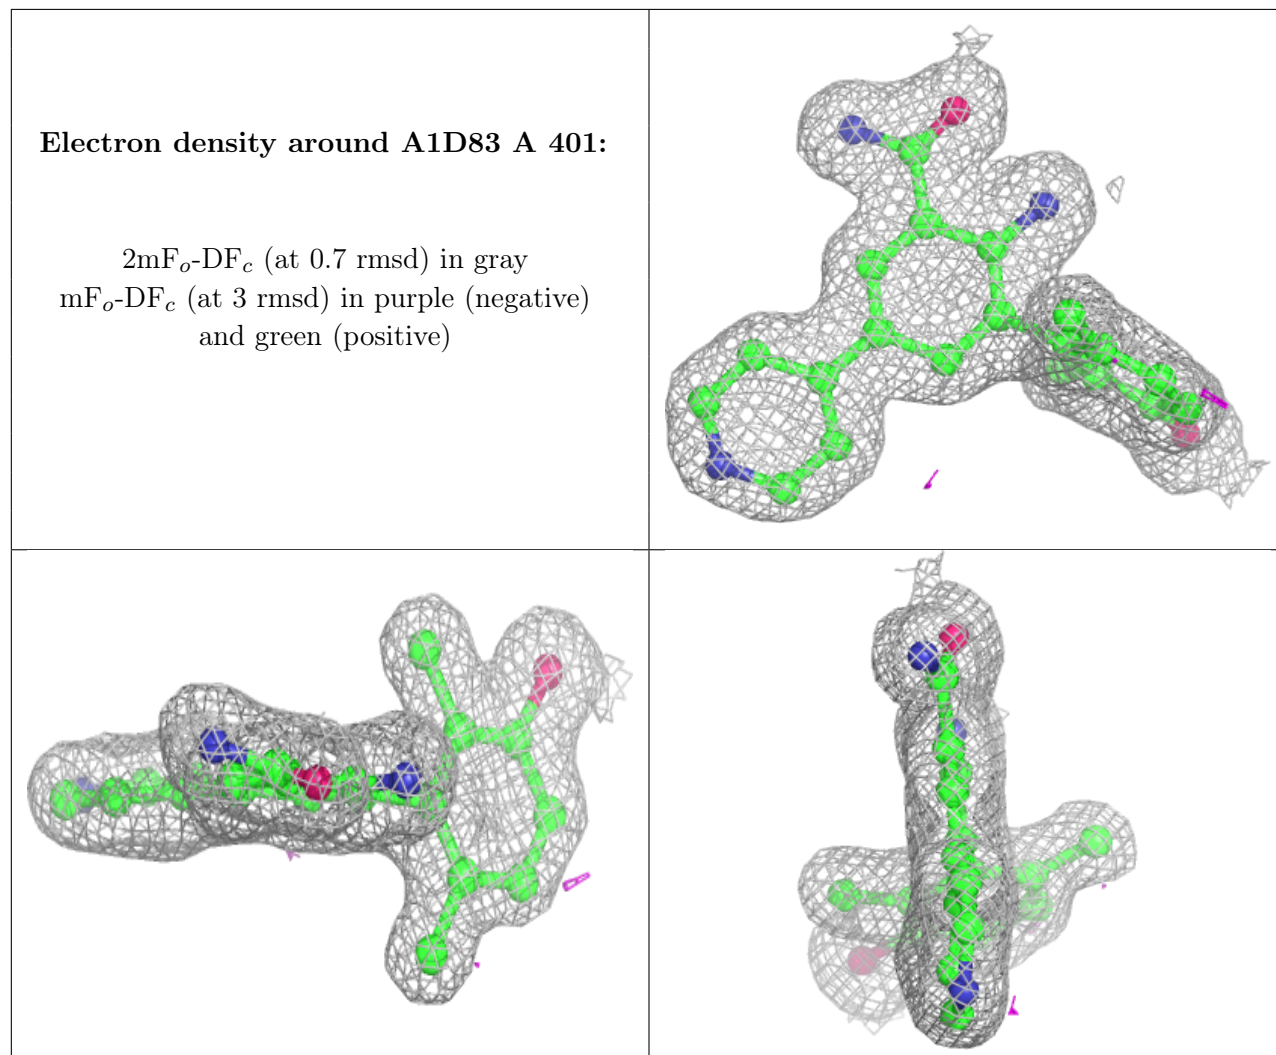 Electron density around A1D83 A 401:
2mFo-DFc (at 0.7 rmsd) in gray
mFo-DFc (at 3 rmsd) in purple (negative)
and green (positive)